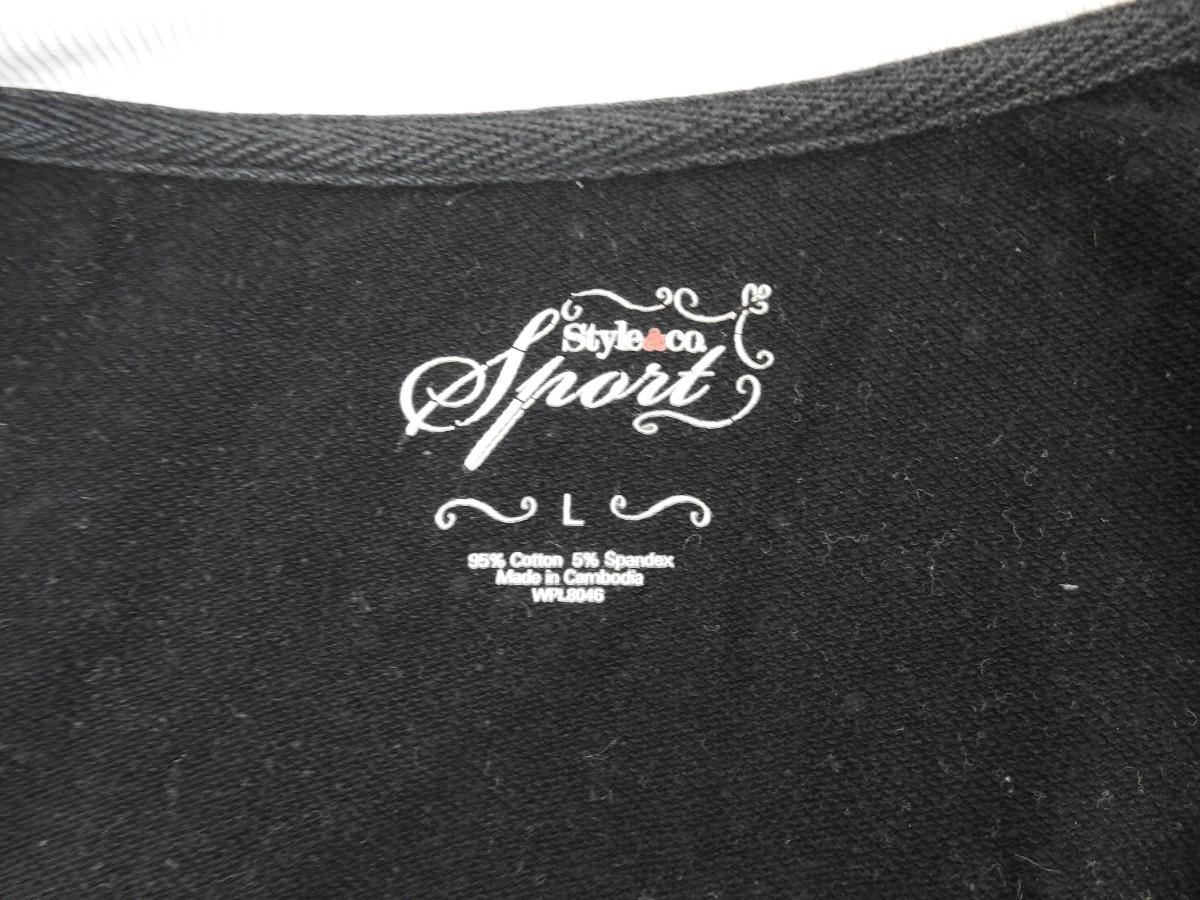 Style&co.
Sport
L
95% Cotton 5% Spandex
Made in Cambodia
WPL8046